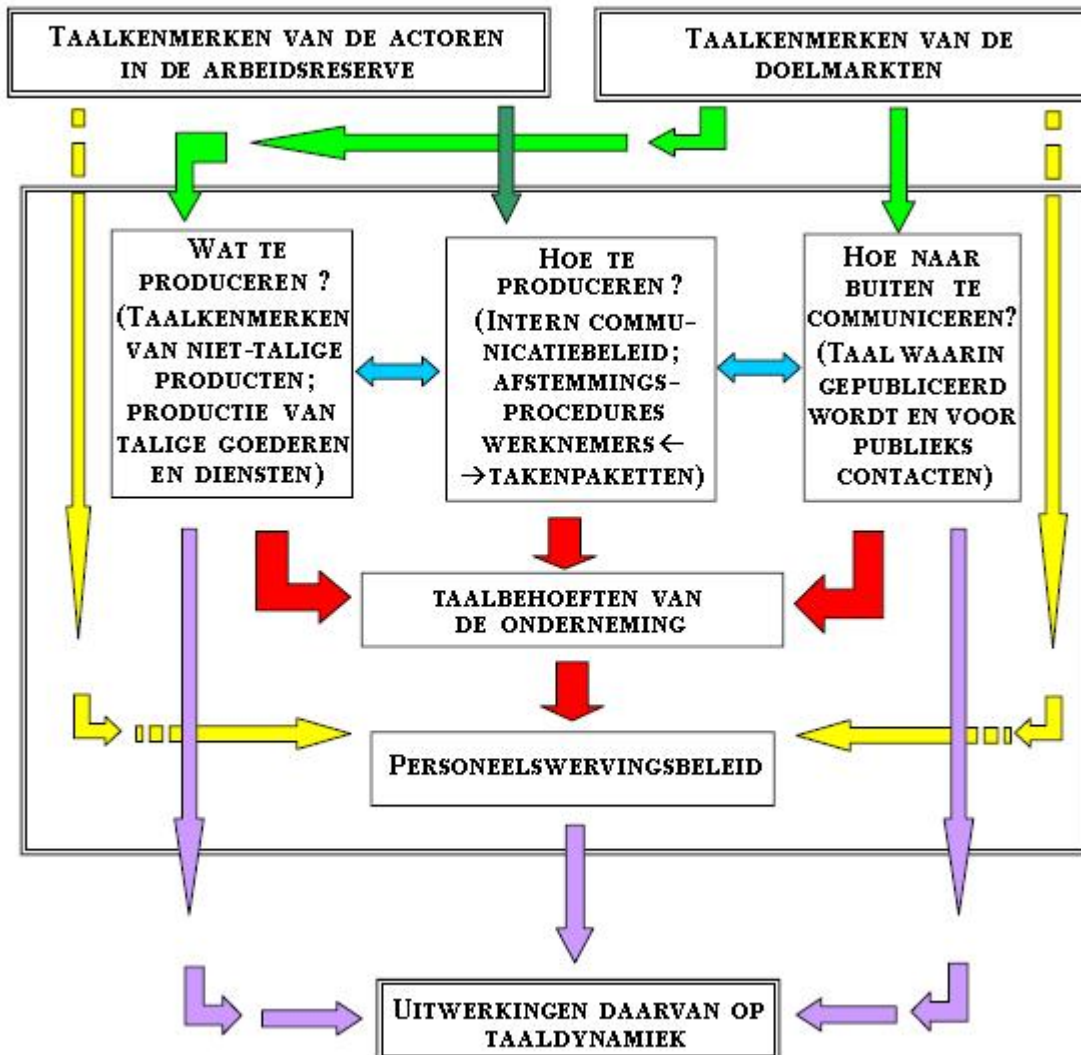 TAALKENMERKEN VAN DE ACTOREN
IN DE ARBEIDSRESERVE
TAALKENMERKEN VAN DE
DOELMARKTEN
WAT TE
PRODUCEREN ?
(TAALKENMERKEN
VAN NIET-TALIGE
PRODUCTEN;
PRODUCTIE VAN
TALIGE GOEDEREN
EN DIENSTEN)
HOE TE
PRODUCEREN ?
(INTERN COMMU-
NICATIEBELEID;
AFSTEMMINGS-
PROCEDURES
WERKNEMERS ←
→TAKENPAKETTEN)
HOE NAAR
BUITEN TE
COMMUNICEREN?
(TAAL WAARIN
GEPUBLICEERD
WORDT EN VOOR
PUBLIEKS
CONTACTEN)
TAALBEHOEFTEN VAN
DE ONDERNEMING
PERSONEELSWERVINGSBELEID
UITWERKINGEN DAARVAN OP
TAALDYNAMIEK